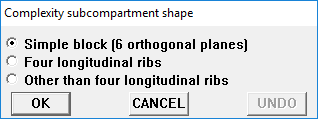 Complexity subcompartment shape
Simple block (6 orthogonal planes)
Four longitudinal ribs
Other than four longitudinal ribs
OK CANCEL UNDO